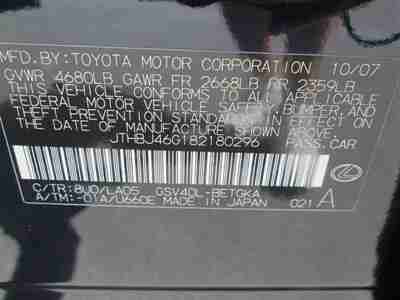 MFD. BY: TOYOTA MOTOR CORPORATION 10/07
GVWR 4680LB GAWR FR 2668LB RR 2359LB
THIS VEHICLE CONFORMS TO ALL APPLICABLE
FEDERAL MOTOR VEHICLE SAFETY, BUMPER, AND
THEFT PREVENTION STANDARDS IN EFFECT ON
THE DATE OF MANUFACTURE SHOWN ABOVE.
JTHBJ46G182180296 PASS.CAR
C/TR: 8U0/LA05 GSV40L-BETGKA
A/TM: -01A/U660E MADE IN JAPAN 021 A